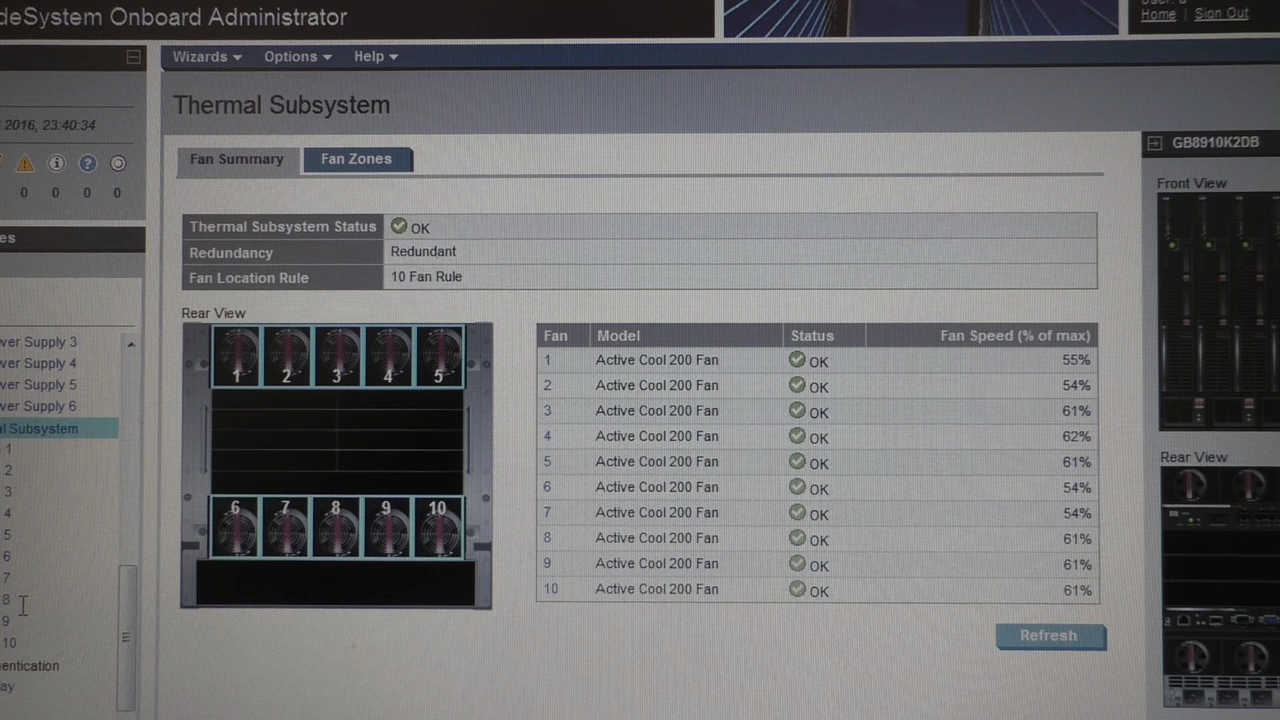 deSystem Onboard Administrator
Home | Sign Out
Wizards Options Help
2016, 23:40:34
Thermal Subsystem
0 0 0 0
Fan Summary Fan Zones
GB8910K2DB
Front View
Thermal Subsystem Status OK
Redundancy Redundant
Fan Location Rule 10 Fan Rule
Rear View
1 2 3 4 5
6 7 8 9 10
Fan Model Status Fan Speed (% of max)
1 Active Cool 200 Fan OK 55%
2 Active Cool 200 Fan OK 54%
3 Active Cool 200 Fan OK 61%
4 Active Cool 200 Fan OK 62%
5 Active Cool 200 Fan OK 61%
6 Active Cool 200 Fan OK 54%
7 Active Cool 200 Fan OK 54%
8 Active Cool 200 Fan OK 61%
9 Active Cool 200 Fan OK 61%
10 Active Cool 200 Fan OK 61%
Refresh
Rear View
es
wer Supply 3
wer Supply 4
wer Supply 5
wer Supply 6
al Subsystem
1
2
3
4
5
6
7
8
9
10
entication
ay